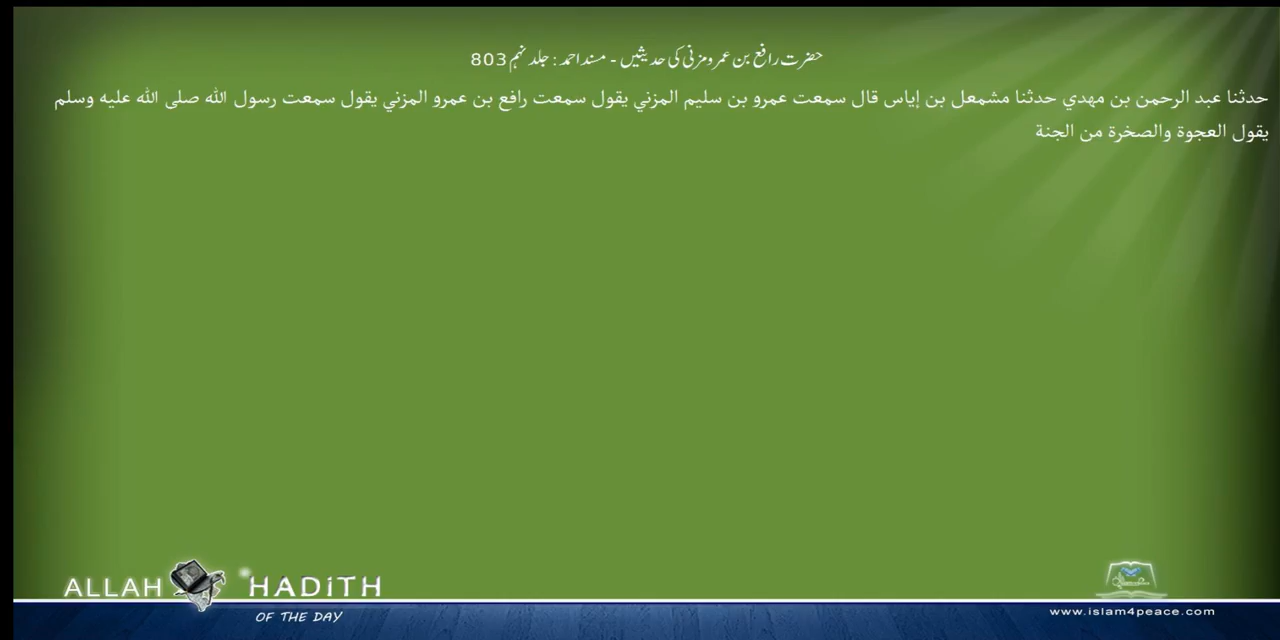 حضرت رافع بن عمرو مزنی کی حدیثیں - مسند احمد : جلد نہم 803
حدثنا عبد الرحمن بن مهدي حدثنا مشمعل بن إياس قال سمعت عمرو بن سليم المزني يقول سمعت رافع بن عمرو المزني يقول سمعت رسول الله صلى الله عليه وسلم
يقول العجوة والصخرة من الجنة
ALLAH HADITH
OF THE DAY
www.islam4peace.com